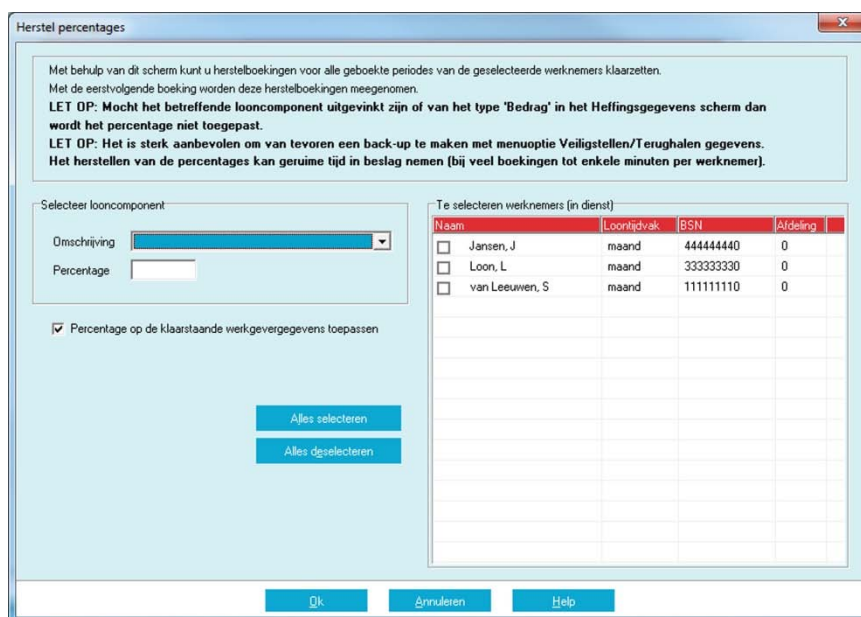 Herstel percentages
Met behulp van dit scherm kunt u herstelboekingen voor alle geboekte periodes van de geselecteerde werknemers klaarzetten.
Met de eerstvolgende boeking worden deze herstelboekingen meegenomen.
LET OP: Mocht het betreffende looncomponent uitgevinkt zijn of van het type 'Bedrag' in het Heffingsgegevens scherm dan
wordt het percentage niet toegepast.
LET OP: Het is sterk aanbevolen om van tevoren een back-up te maken met menuoptie Veiligstellen/Terughalen gegevens.
Het herstellen van de percentages kan geruime tijd in beslag nemen (bij veel boekingen tot enkele minuten per werknemer).
Selecteer looncomponent
Omschrijving
Percentage
Percentage op de klaarstaande werkgevergegevens toepassen
Alles selecteren
Alles deselecteren
Te selecteren werknemers (in dienst)
Naam Loontijdvak BSN Afdeling
Jansen, J maand 444444440 0
Loon, L maand 333333330 0
van Leeuwen, S maand 111111110 0
Ok Annuleren Help